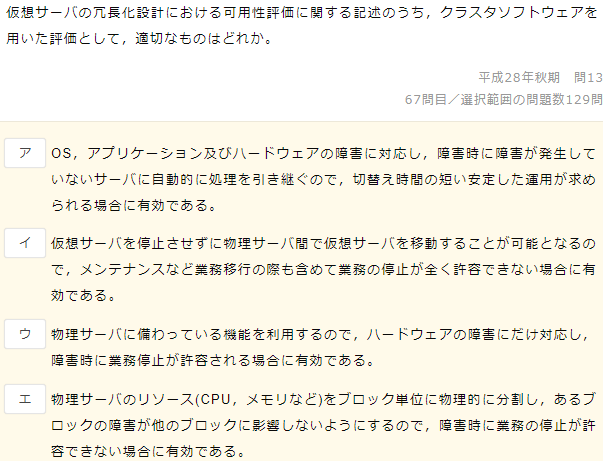 仮想サーバの冗長化設計における可用性評価に関する記述のうち，クラスタソフトウェアを
用いた評価として，適切なものはどれか。
平成28年秋期　問13
67問目／選択範囲の問題数129問
ア
OS，アプリケーション及びハードウェアの障害に対応し，障害時に障害が発生して
いないサーバに自動的に処理を引き継ぐので，切替え時間の短い安定した運用が求め
られる場合に有効である。
イ
仮想サーバを停止させずに物理サーバ間で仮想サーバを移動することが可能となるの
で，メンテナンスなど業務移行の際も含めて業務の停止が全く許容できない場合に有
効である。
ウ
物理サーバに備わっている機能を利用するので，ハードウェアの障害にだけ対応し，
障害時に業務停止が許容される場合に有効である。
エ
物理サーバのリソース(CPU，メモリなど)をブロック単位に物理的に分割し，あるブ
ロックの障害が他のブロックに影響しないようにするので，障害時に業務の停止が許
容できない場合に有効である。